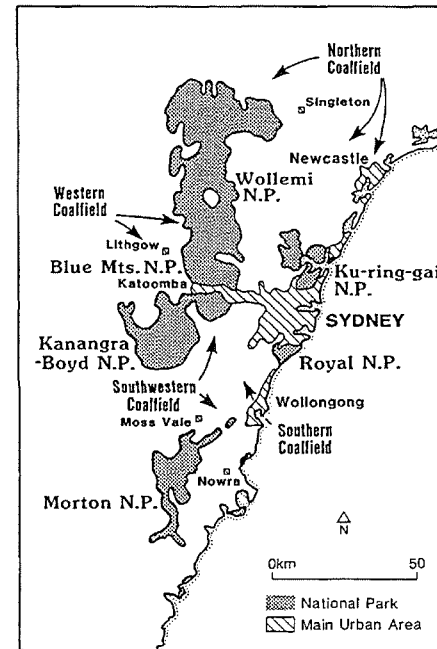 Northern
Coalfield
Singleton
Newcastle
Wollemi
N.P.
Western
Coalfield
Lithgow
Blue Mts. N.P.
Katoomba
Ku-ring-gai
N.P.
SYDNEY
Kanangra
-Boyd N.P.
Royal N.P.
Southwestern
Coalfield
Moss Vale
Wollongong
Southern
Coalfield
Nowra
Morton N.P.
N
0km 50
National Park
Main Urban Area